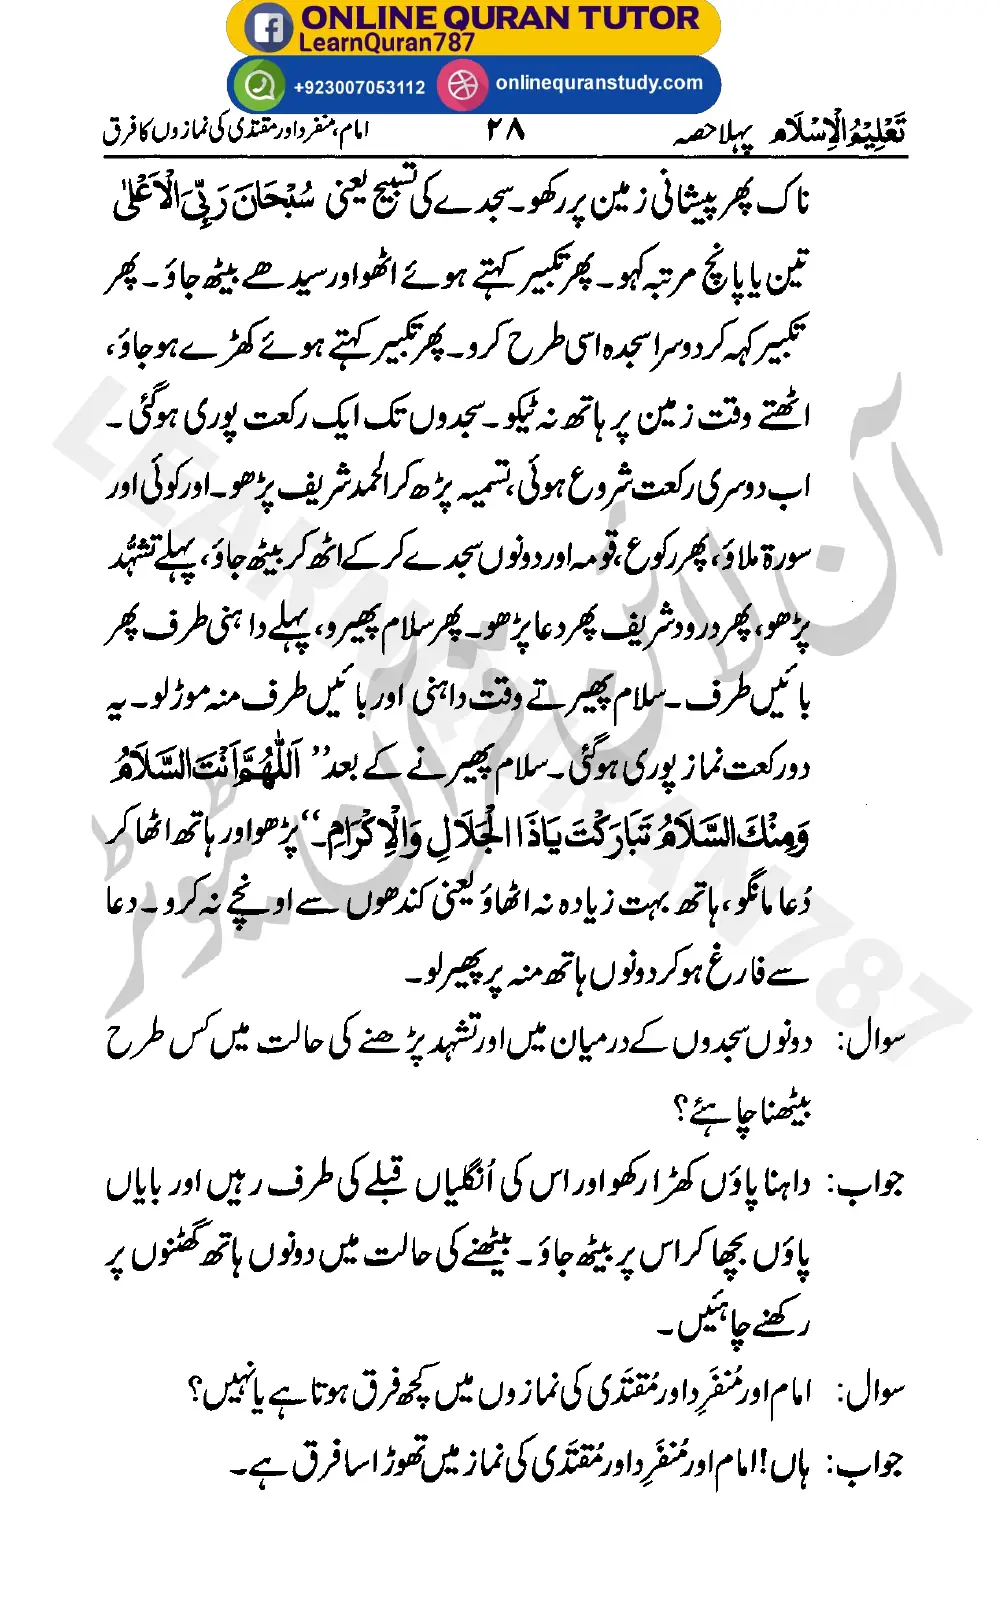 ONLINE QURAN TUTOR
LearnQuran787
+923007053112
onlinequranstudy.com
تَعْلِیْمُ الْاِسْلَام پہلا حصہ ۲۸ امام، منفرد اور مقتدی کی نمازوں کا فرق
ناک پھر پیشانی زمین پر رکھو۔ سجدے کی تسبیح یعنی سُبْحَانَ رَبِّیَ الْاَعْلٰی
تین یا پانچ مرتبہ کہو۔ پھر تکبیر کہتے ہوئے اٹھو اور سیدھے بیٹھ جاؤ۔ پھر
تکبیر کہہ کر دوسرا سجدہ اسی طرح کرو۔ پھر تکبیر کہتے ہوئے کھڑے ہو جاؤ،
اٹھتے وقت زمین پر ہاتھ نہ ٹیکو۔ سجدوں تک ایک رکعت پوری ہوگئی۔
اب دوسری رکعت شروع ہوئی، تسمیہ پڑھ کر الحمد شریف پڑھو۔ اور کوئی اور
سورۃ ملاؤ، پھر رکوع، قومہ اور دونوں سجدے کر کے اٹھ کر بیٹھ جاؤ، پہلے تشہُّد
پڑھو، پھر درود شریف پھر دعا پڑھو۔ پھر سلام پھیرو، پہلے داہنی طرف پھر
بائیں طرف۔ سلام پھیرتے وقت داہنی اور بائیں طرف منہ موڑ لو۔ یہ
دو رکعت نماز پوری ہوگئی۔ سلام پھیرنے کے بعد ”اَللّٰھُمَّ اَنْتَ السَّلَامُ
وَمِنْكَ السَّلَامُ تَبَارَكْتَ یَاذَا الْجَلَالِ وَالْاِكْرَامِ۔“ پڑھو اور ہاتھ اٹھا کر
دُعا مانگو، ہاتھ بہت زیادہ نہ اٹھاؤ یعنی کندھوں سے اونچے نہ کرو۔ دعا
سے فارغ ہو کر دونوں ہاتھ منہ پر پھیر لو۔
سوال: دونوں سجدوں کے درمیان میں اور تشہد پڑھنے کی حالت میں کس طرح
بیٹھنا چاہئے؟
جواب: داہنا پاؤں کھڑا رکھو اور اس کی اُنگلیاں قبلے کی طرف رہیں اور بایاں
پاؤں بچھا کر اس پر بیٹھ جاؤ۔ بیٹھنے کی حالت میں دونوں ہاتھ گھٹنوں پر
رکھنے چاہئیں۔
سوال: امام اور مُنفَرِد اور مُقتَدَی کی نمازوں میں کچھ فرق ہوتا ہے یا نہیں؟
جواب: ہاں! امام اور مُنفَرِد اور مُقتَدَی کی نماز میں تھوڑا سا فرق ہے۔
آن لائن قرآن ٹیوٹر
LEARNQURAN787